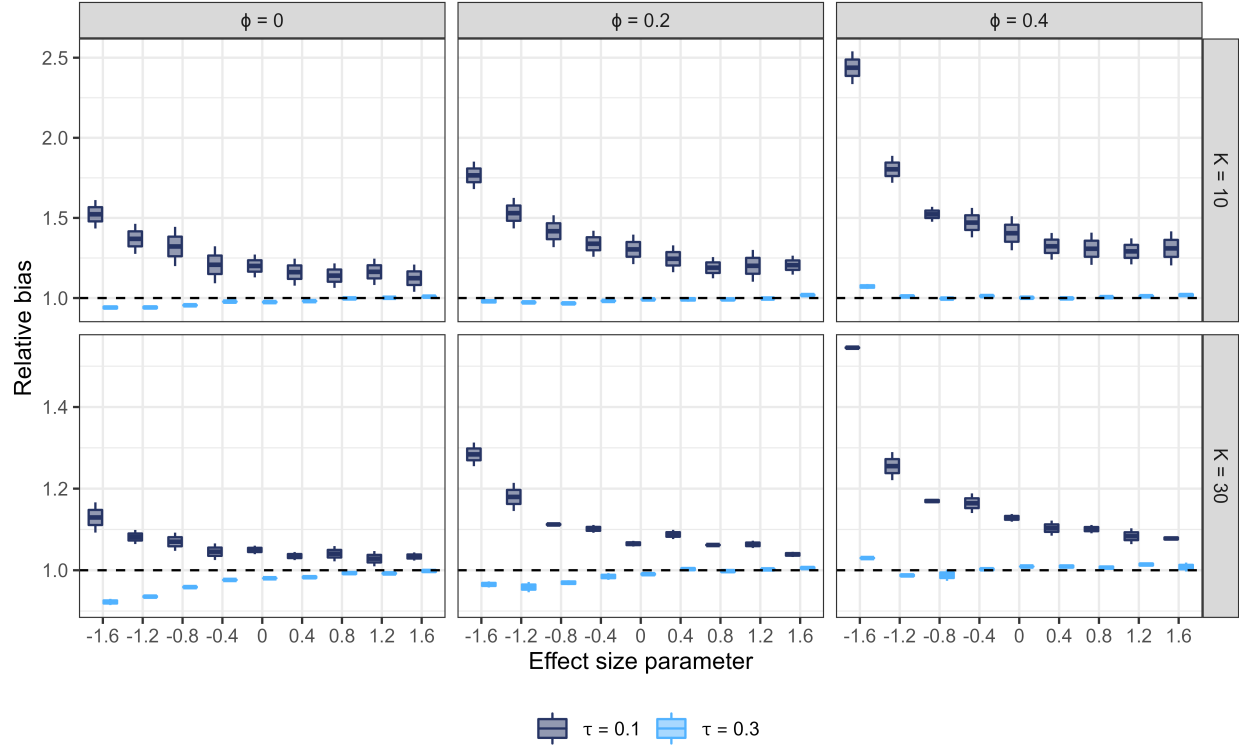 ϕ = 0 ϕ = 0.2 ϕ = 0.4
2.5
2.0
1.5
1.0
K = 10
Relative bias
1.4
1.2
1.0
K = 30
-1.6 -1.2 -0.8 -0.4 0 0.4 0.8 1.2 1.6 -1.6 -1.2 -0.8 -0.4 0 0.4 0.8 1.2 1.6 -1.6 -1.2 -0.8 -0.4 0 0.4 0.8 1.2 1.6
Effect size parameter
τ = 0.1 τ = 0.3